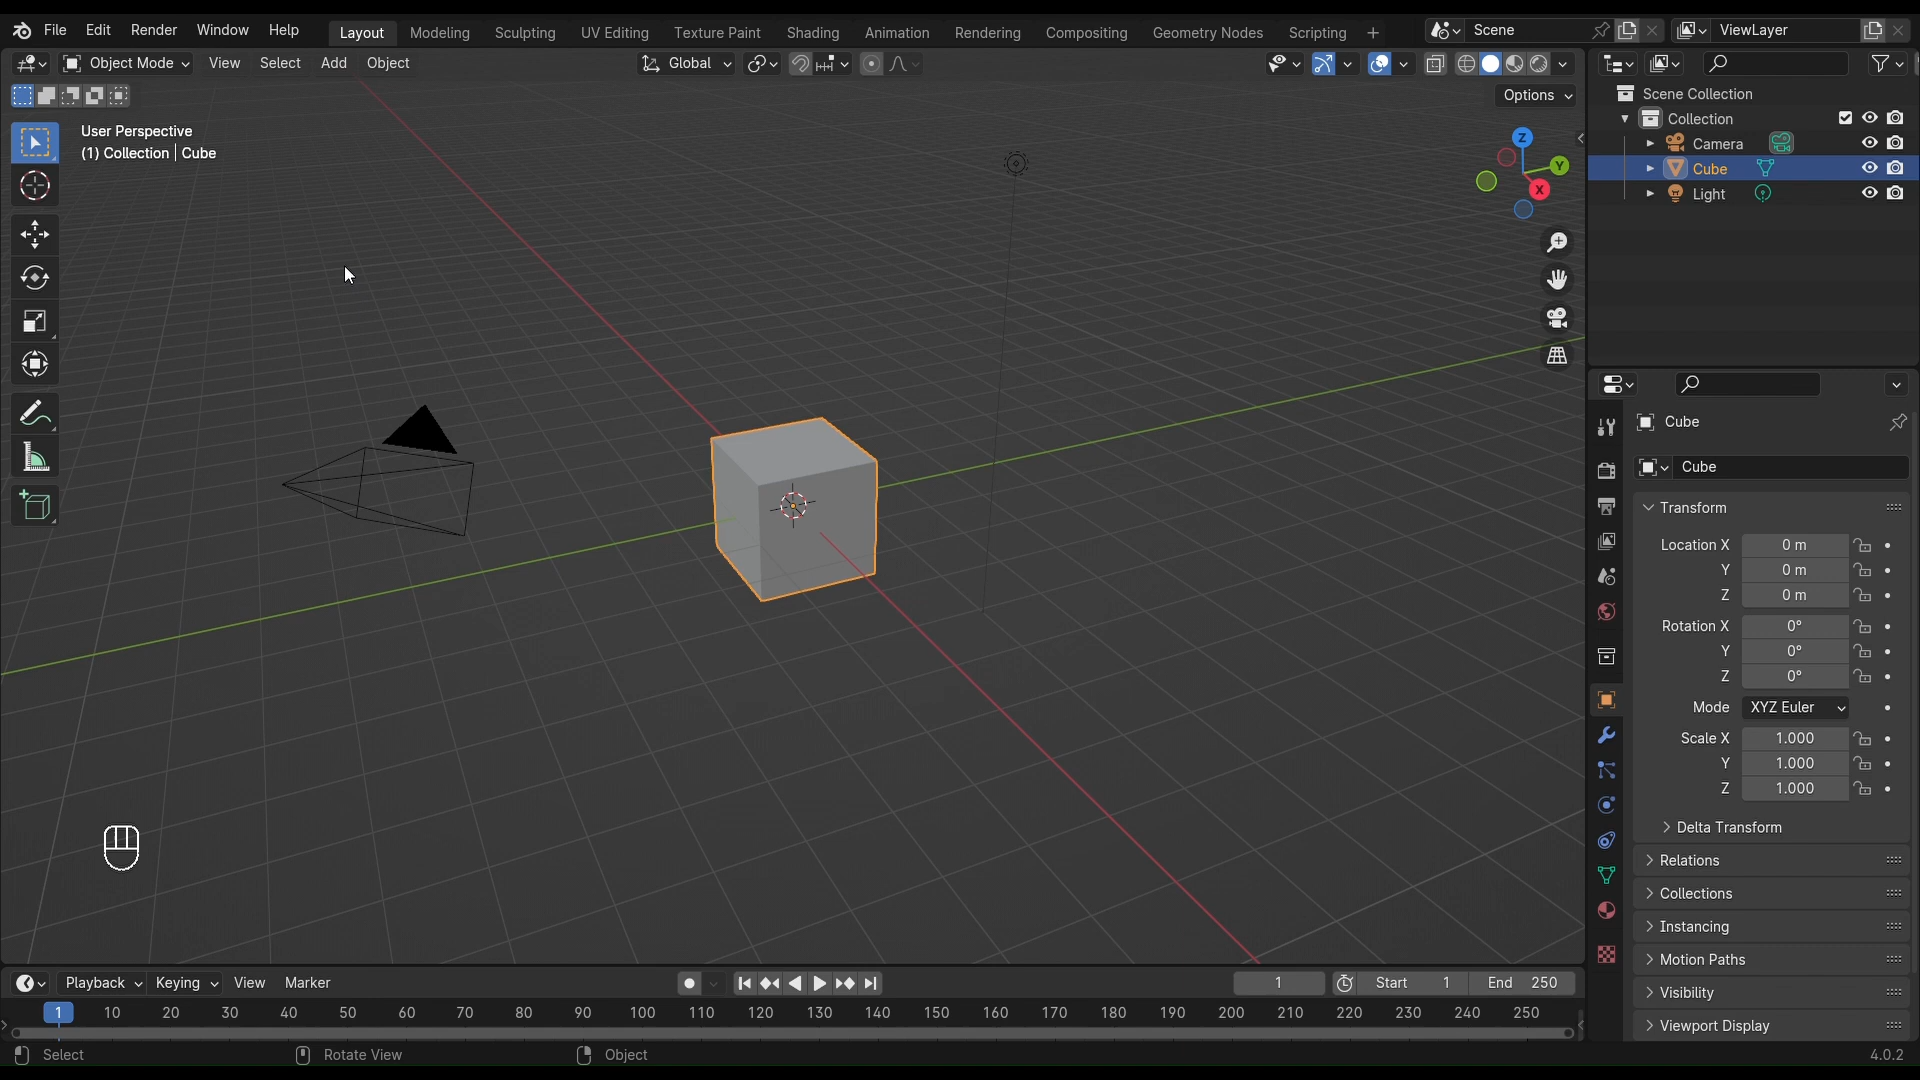 File Edit Render Window Help Layout Modeling Sculpting UV Editing Texture Paint Shading Animation Rendering Compositing Geometry Nodes Scripting + Scene ViewLayer
Object Mode View Select Add Object Global
Options
User Perspective
(1) Collection | Cube
Z
Y
X
Scene Collection
Collection
Camera
Cube
Light
Cube
Cube
Transform
Location X 0 m
Y 0 m
Z 0 m
Rotation X 0°
Y 0°
Z 0°
Mode XYZ Euler
Scale X 1.000
Y 1.000
Z 1.000
Delta Transform
Relations
Collections
Instancing
Motion Paths
Visibility
Viewport Display
Playback Keying View Marker 1 Start 1 End 250
1 10 20 30 40 50 60 70 80 90 100 110 120 130 140 150 160 170 180 190 200 210 220 230 240 250
Select Rotate View Object 4.0.2